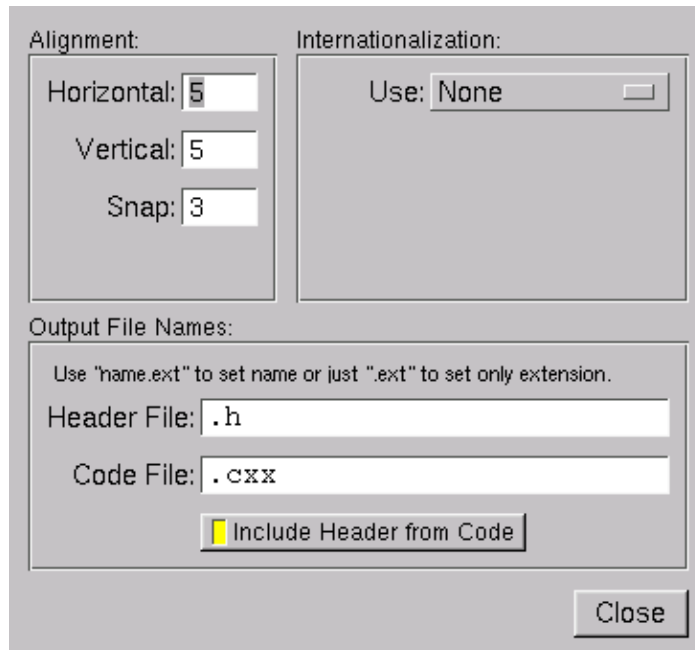 Alignment:
Internationalization:
Horizontal: 5
Use: None
Vertical: 5
Snap: 3
Output File Names:
Use "name.ext" to set name or just ".ext" to set only extension.
Header File: .h
Code File: .cxx
Include Header from Code
Close